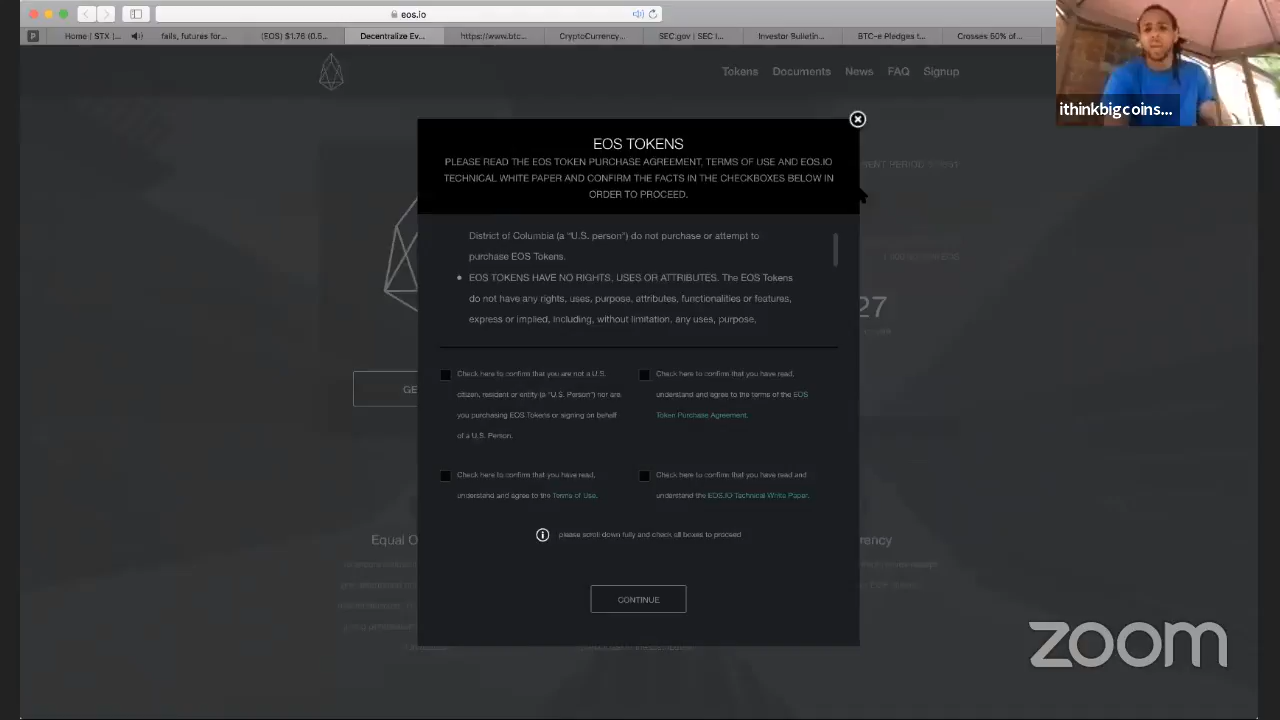 eos.io
P
Home | STX |...
falls, futures for...
(EOS) $1.76 (0.5...
Decentralize Ev...
https://www.btc...
CryptoCurrency...
SEC.gov | SEC I...
Investor Bulletin...
BTC-e Pledges t...
Crosses 50% of...
Tokens
Documents
News
FAQ
Signup
ithinkbigcoins...
EOS TOKENS
PLEASE READ THE EOS TOKEN PURCHASE AGREEMENT, TERMS OF USE AND EOS.IO
TECHNICAL WHITE PAPER AND CONFIRM THE FACTS IN THE CHECKBOXES BELOW IN
ORDER TO PROCEED.
District of Columbia (a “U.S. person”) do not purchase or attempt to
purchase EOS Tokens.
EOS TOKENS HAVE NO RIGHTS, USES OR ATTRIBUTES. The EOS Tokens
do not have any rights, uses, purpose, attributes, functionalities or features,
express or implied, including, without limitation, any uses, purpose,
27
GE
Check here to confirm that you are not a U.S.
citizen, resident or entity (a “U.S. Person”) nor are
you purchasing EOS Tokens or signing on behalf
of a U.S. Person.
Check here to confirm that you have read,
understand and agree to the terms of the EOS
Token Purchase Agreement.
Check here to confirm that you have read,
understand and agree to the Terms of Use.
Check here to confirm that you have read and
understand the EOS.IO Technical White Paper.
please scroll down fully and check all boxes to proceed
Equal O
rency
CONTINUE
zoom